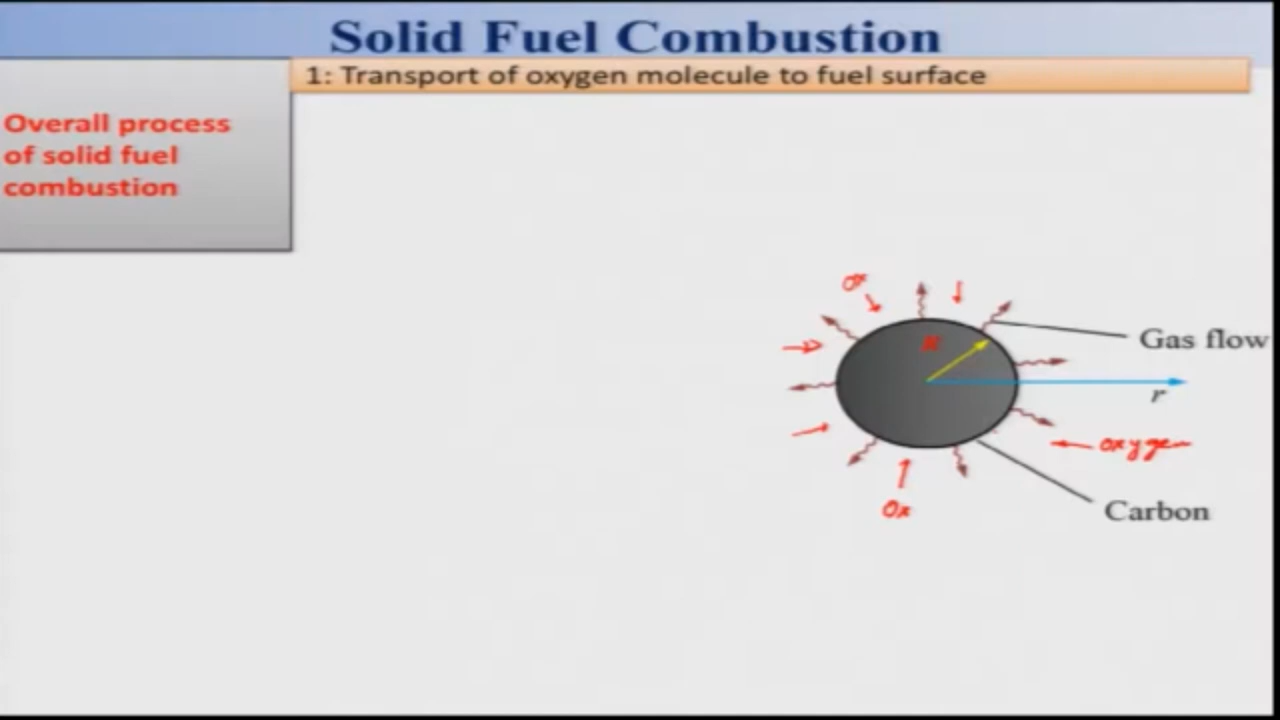 Solid Fuel Combustion
1: Transport of oxygen molecule to fuel surface
Overall process
of solid fuel
combustion
Ox
Gas flow
r
oxygen
Ox
Carbon